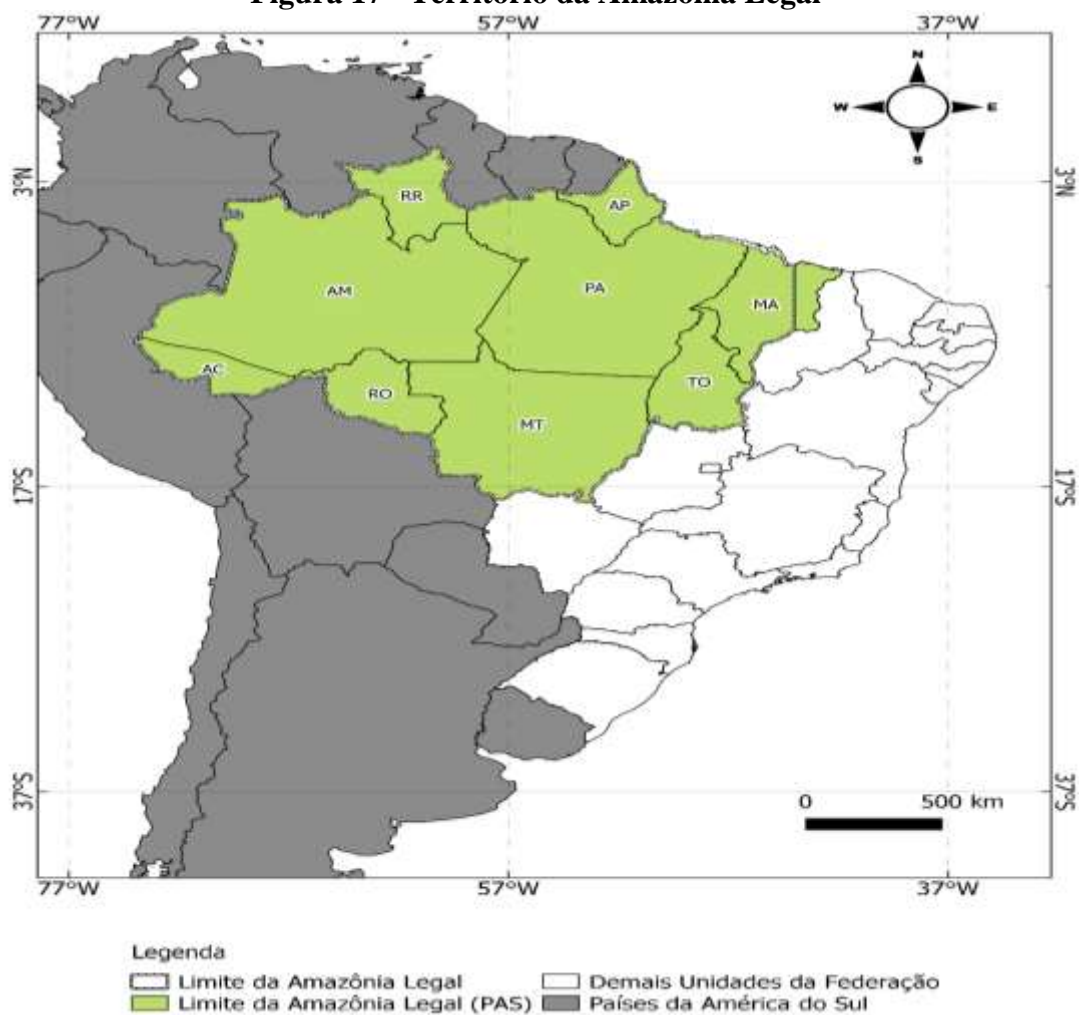 Figura 17 - Território da Amazônia Legal
77°W 57°W 37°W
N
W E
S
3°N 3°N
RR AP
AM PA MA
AC RO TO
MT
17°S 17°S
37°S 37°S
0 500 km
77°W 57°W 37°W
Legenda
Limite da Amazônia Legal Demais Unidades da Federação
Limite da Amazônia Legal (PAS) Países da América do Sul